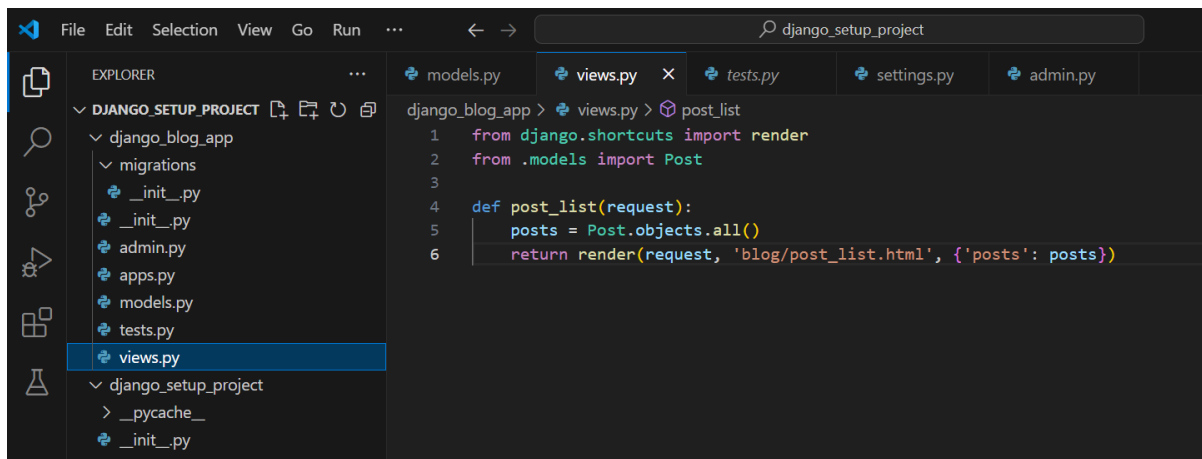 File Edit Selection View Go Run ··· ← → django_setup_project
EXPLORER ···
models.py views.py × tests.py settings.py admin.py
DJANGO_SETUP_PROJECT
django_blog_app > views.py > post_list
django_blog_app
migrations
__init__.py
__init__.py
admin.py
apps.py
models.py
tests.py
views.py
django_setup_project
> __pycache__
__init__.py
1 from django.shortcuts import render
2 from .models import Post
3
4 def post_list(request):
5 posts = Post.objects.all()
6 return render(request, 'blog/post_list.html', {'posts': posts})